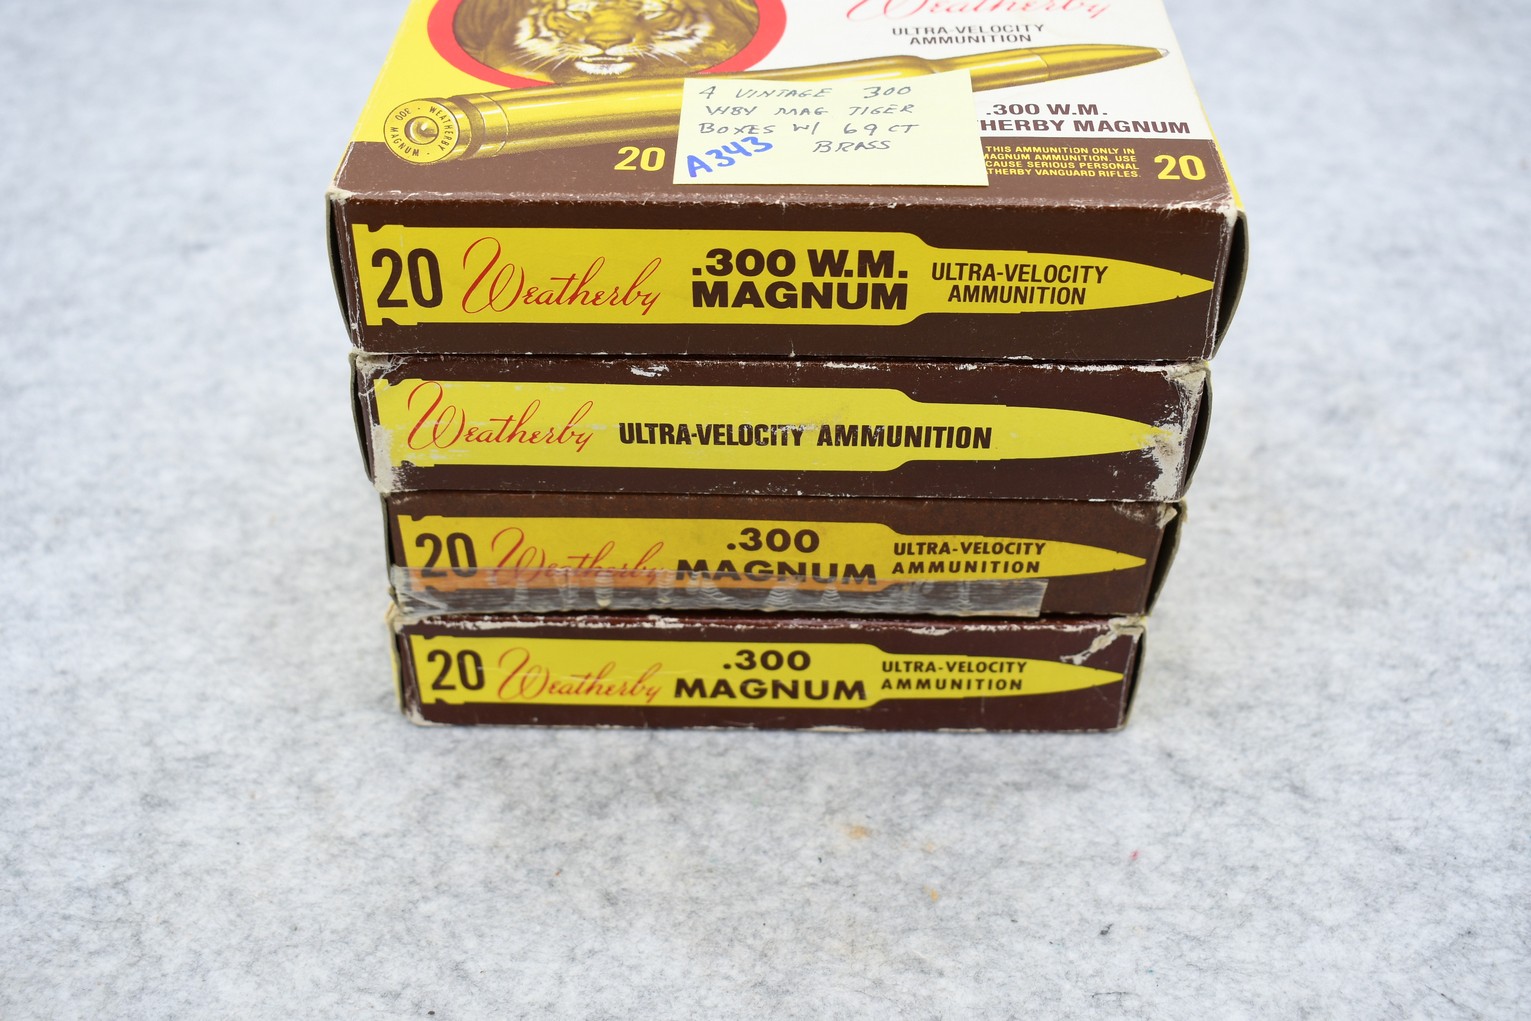 Weatherby
ULTRA-VELOCITY
AMMUNITION
.300 W.M.
HERBY MAGNUM
WEATHERBY · MAGNUM · 300
4 VINTAGE 300
WBY MAG TIGER
BOXES W/ 69 CT
BRASS
A343
20
THIS AMMUNITION ONLY IN
MAGNUM AMMUNITION. USE
CAUSE SERIOUS PERSONAL
THERBY VANGUARD RIFLES.
20
20 Weatherby .300 W.M. MAGNUM ULTRA-VELOCITY AMMUNITION
Weatherby ULTRA-VELOCITY AMMUNITION
20 Weatherby .300 MAGNUM ULTRA-VELOCITY AMMUNITION
20 Weatherby .300 MAGNUM ULTRA-VELOCITY AMMUNITION